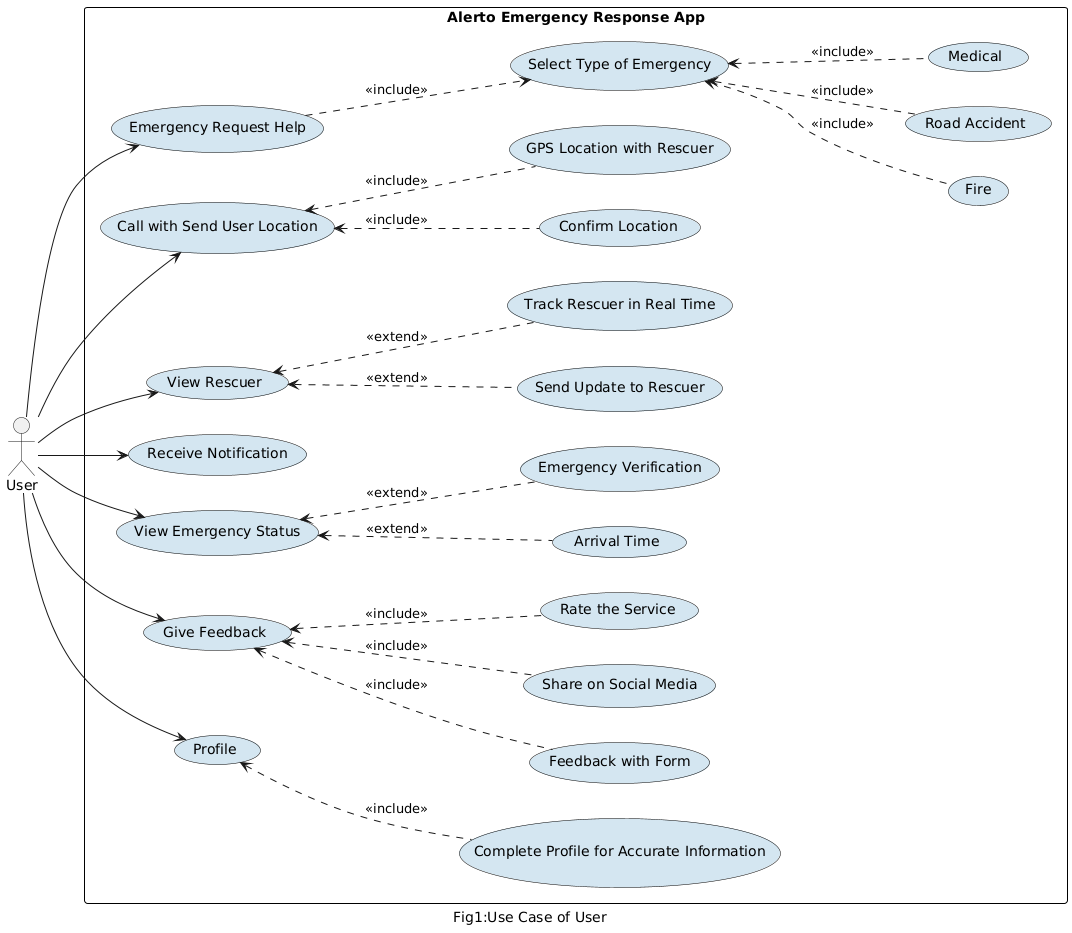 Alerto Emergency Response App
Select Type of Emergency
«include»
Medical
«include»
Emergency Request Help
«include»
Road Accident
«include»
GPS Location with Rescuer
Fire
«include»
Call with Send User Location
«include»
Confirm Location
Track Rescuer in Real Time
«extend»
View Rescuer
«extend»
Send Update to Rescuer
Receive Notification
User
Emergency Verification
«extend»
View Emergency Status
«extend»
Arrival Time
Rate the Service
«include»
Give Feedback
«include»
Share on Social Media
«include»
Feedback with Form
Profile
«include»
Complete Profile for Accurate Information
Fig1:Use Case of User